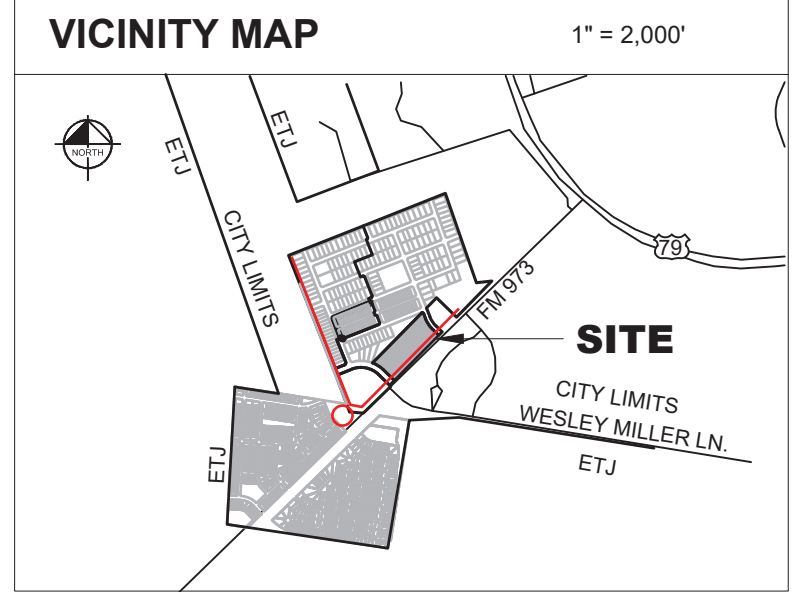 VICINITY MAP
1" = 2,000'
NORTH
ETJ
ETJ
CITY LIMITS
79
FM 973
SITE
CITY LIMITS
WESLEY MILLER LN.
ETJ
ETJ